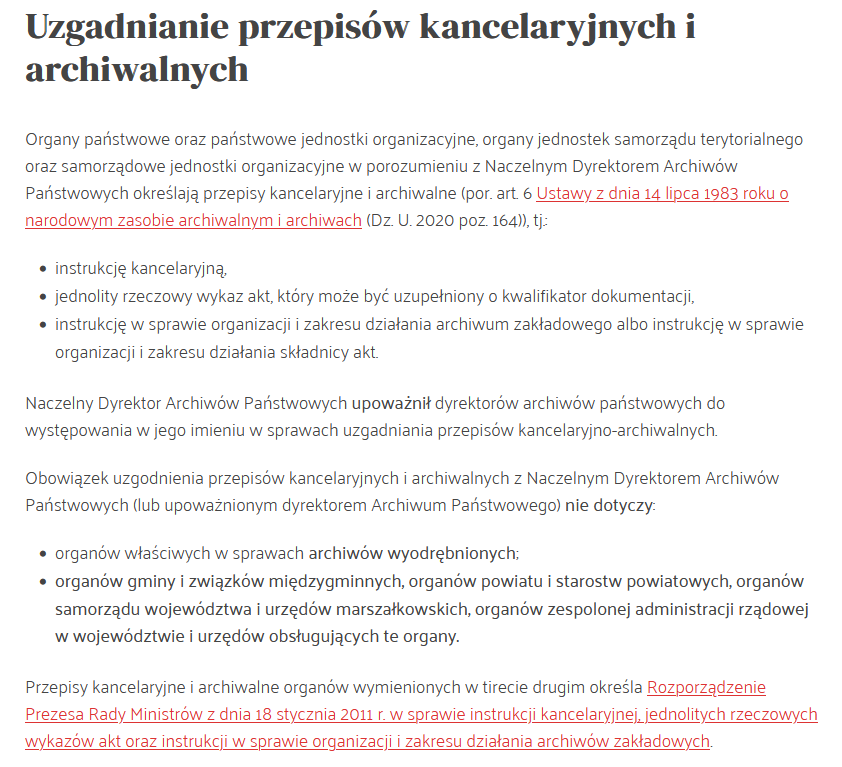 Uzgadnianie przepisów kancelaryjnych i
archiwalnych
Organy państwowe oraz państwowe jednostki organizacyjne, organy jednostek samorządu terytorialnego
oraz samorządowe jednostki organizacyjne w porozumieniu z Naczelnym Dyrektorem Archiwów
Państwowych określają przepisy kancelaryjne i archiwalne (por. art. 6 Ustawy z dnia 14 lipca 1983 roku o
narodowym zasobie archiwalnym i archiwach (Dz. U. 2020 poz. 164)), tj.:
• instrukcję kancelaryjną,
• jednolity rzeczowy wykaz akt, który może być uzupełniony o kwalifikator dokumentacji,
• instrukcję w sprawie organizacji i zakresu działania archiwum zakładowego albo instrukcję w sprawie
organizacji i zakresu działania składnicy akt.
Naczelny Dyrektor Archiwów Państwowych upoważnił dyrektorów archiwów państwowych do
występowania w jego imieniu w sprawach uzgadniania przepisów kancelaryjno-archiwalnych.
Obowiązek uzgodnienia przepisów kancelaryjnych i archiwalnych z Naczelnym Dyrektorem Archiwów
Państwowych (lub upoważnionym dyrektorem Archiwum Państwowego) nie dotyczy:
• organów właściwych w sprawach archiwów wyodrębnionych;
• organów gminy i związków międzygminnych, organów powiatu i starostw powiatowych, organów
samorządu województwa i urzędów marszałkowskich, organów zespolonej administracji rządowej
w województwie i urzędów obsługujących te organy.
Przepisy kancelaryjne i archiwalne organów wymienionych w tirecie drugim określa Rozporządzenie
Prezesa Rady Ministrów z dnia 18 stycznia 2011 r. w sprawie instrukcji kancelaryjnej, jednolitych rzeczowych
wykazów akt oraz instrukcji w sprawie organizacji i zakresu działania archiwów zakładowych.